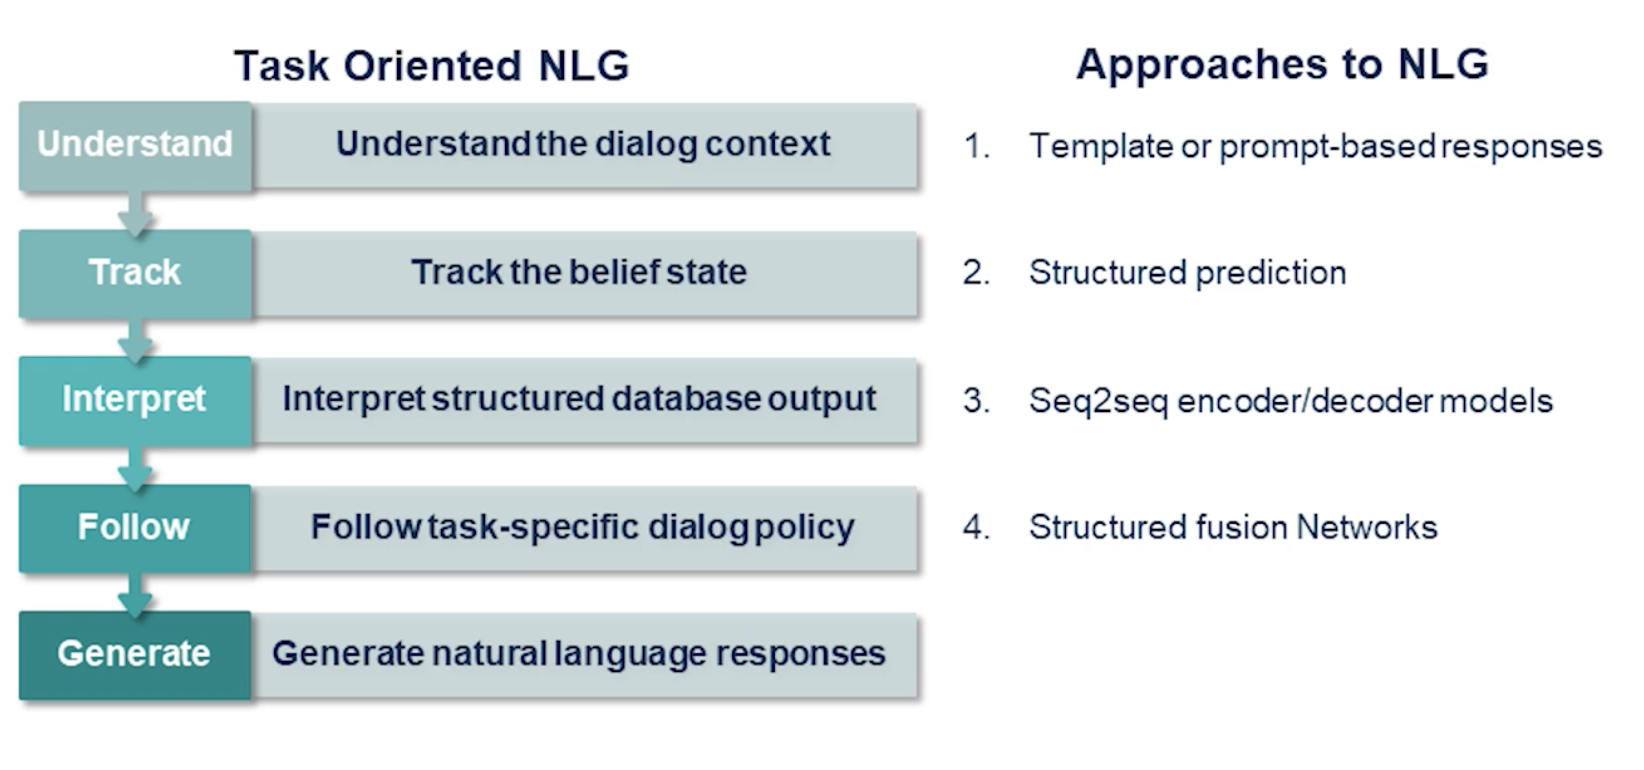 Task Oriented NLG
Understand
Understand the dialog context
Track
Track the belief state
Interpret
Interpret structured database output
Follow
Follow task-specific dialog policy
Generate
Generate natural language responses
Approaches to NLG
1. Template or prompt-based responses
2. Structured prediction
3. Seq2seq encoder/decoder models
4. Structured fusion Networks